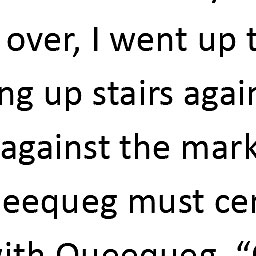 over, I went up t
ng up stairs again
against the mark
eequeg must cer
with Queequeg. “